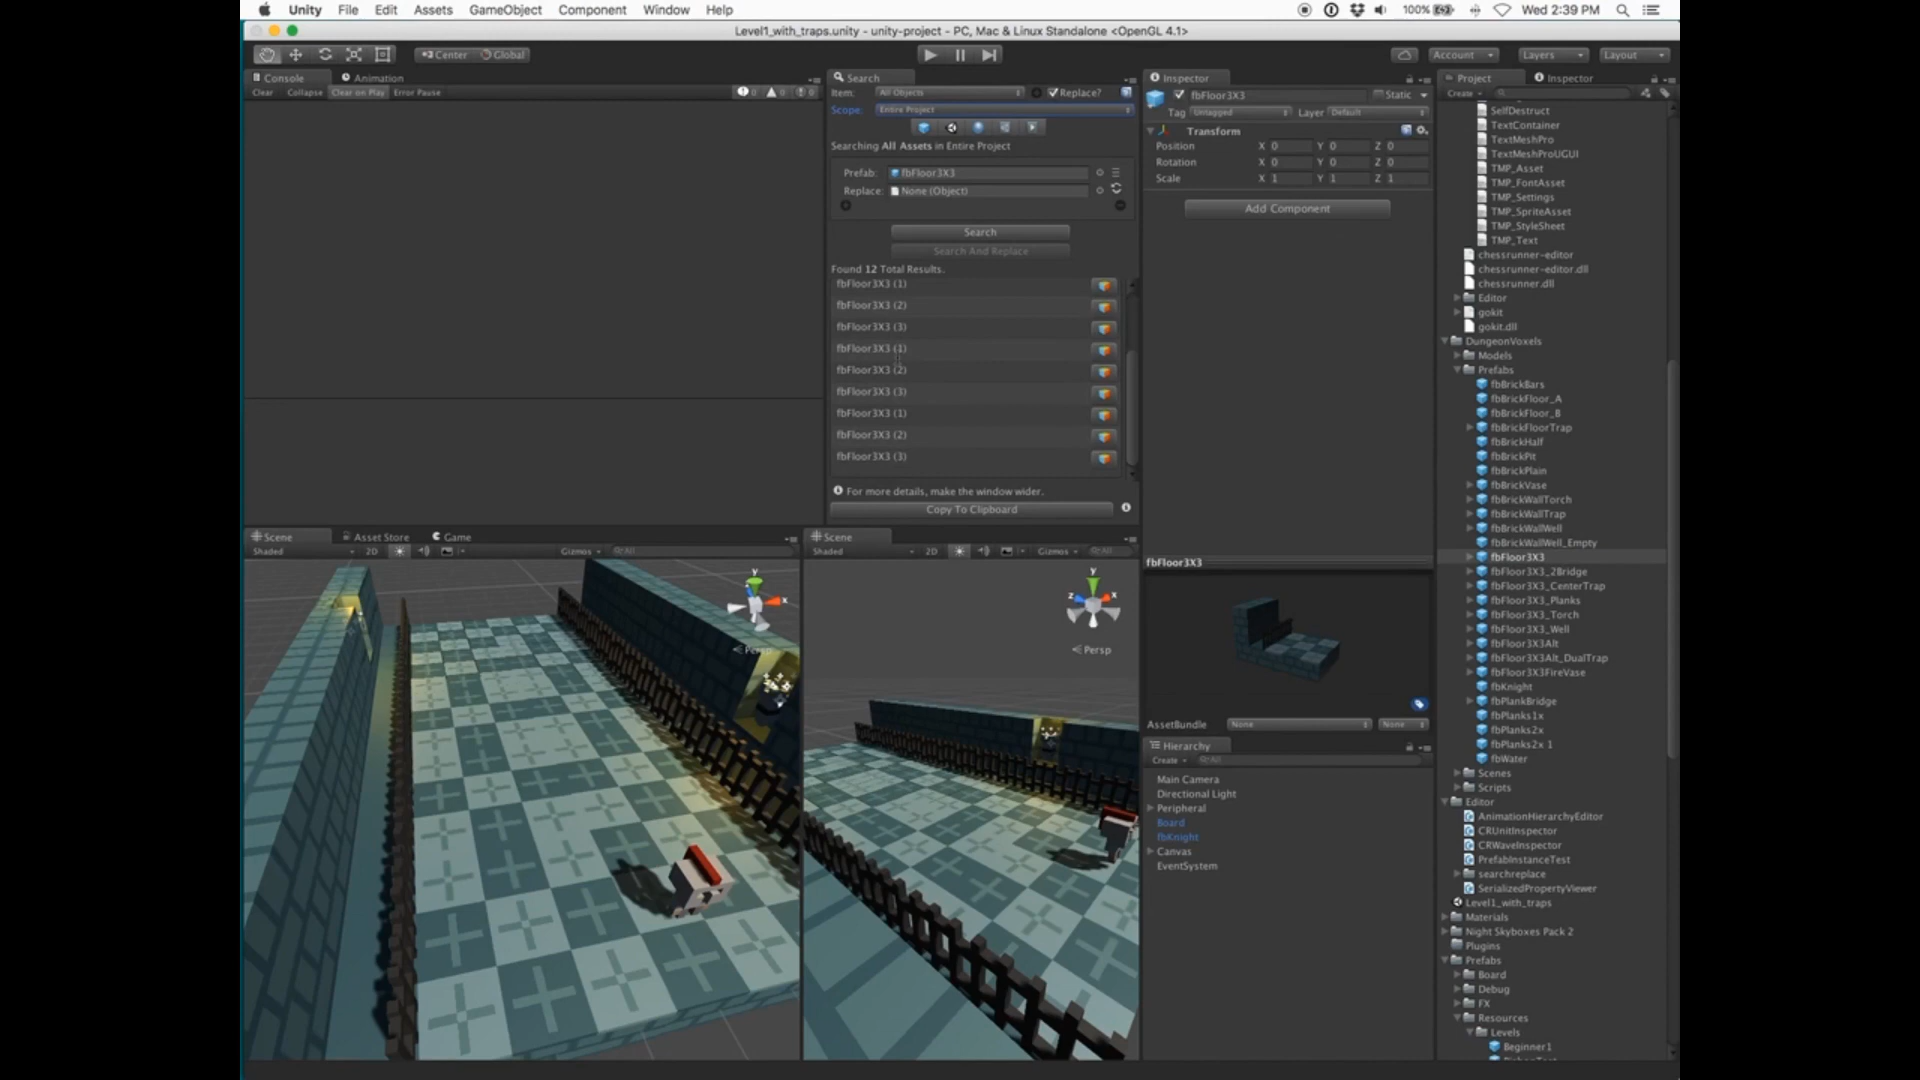 Unity File Edit Assets GameObject Component Window Help
100% Wed 2:39 PM
Level1_with_traps.unity - unity-project - PC, Mac & Linux Standalone <OpenGL 4.1>
Center Global
Account Layers Layout
Console Animation
Clear Collapse Clear on Play Error Pause
Search
Item: All Objects Replace?
Scope: Entire Project
Searching All Assets in Entire Project
Prefab: fbFloor3X3
Replace: None (Object)
Search
Search And Replace
Found 12 Total Results.
fbFloor3X3 (1)
fbFloor3X3 (2)
fbFloor3X3 (3)
fbFloor3X3 (1)
fbFloor3X3 (2)
fbFloor3X3 (3)
fbFloor3X3 (1)
fbFloor3X3 (2)
fbFloor3X3 (3)
For more details, make the window wider.
Copy To Clipboard
Inspector
fbFloor3X3 Static
Tag Untagged Layer Default
Transform
Position X 0 Y 0 Z 0
Rotation X 0 Y 0 Z 0
Scale X 1 Y 1 Z 1
Add Component
fbFloor3X3
AssetBundle None None
Hierarchy
Create All
Main Camera
Directional Light
Peripheral
Board
fbKnight
Canvas
EventSystem
Scene Asset Store Game
Shaded 2D Gizmos All
y
x
Persp
Scene
Shaded 2D Gizmos All
y
z x
Persp
Project Inspector
Create
SelfDestruct
TextContainer
TextMeshPro
TextMeshProUGUI
TMP_Asset
TMP_FontAsset
TMP_Settings
TMP_SpriteAsset
TMP_StyleSheet
TMP_Text
chessrunner-editor
chessrunner-editor.dll
chessrunner.dll
Editor
gokit
gokit.dll
DungeonVoxels
Models
Prefabs
fbBrickBars
fbBrickFloor_A
fbBrickFloor_B
fbBrickFloorTrap
fbBrickHalf
fbBrickPit
fbBrickPlain
fbBrickVase
fbBrickWallTorch
fbBrickWallTrap
fbBrickWallWell
fbBrickWallWell_Empty
fbFloor3X3
fbFloor3X3_2Bridge
fbFloor3X3_CenterTrap
fbFloor3X3_Planks
fbFloor3X3_Torch
fbFloor3X3_Well
fbFloor3X3Alt
fbFloor3X3Alt_DualTrap
fbFloor3X3FireVase
fbKnight
fbPlankBridge
fbPlanks1x
fbPlanks2x
fbPlanks2x 1
fbWater
Scenes
Scripts
Editor
AnimationHierarchyEditor
CRUnitInspector
CRWaveInspector
PrefabInstanceTest
searchreplace
SerializedPropertyViewer
Level1_with_traps
Materials
Night Skyboxes Pack 2
Plugins
Prefabs
Board
Debug
FX
Resources
Levels
Beginner1